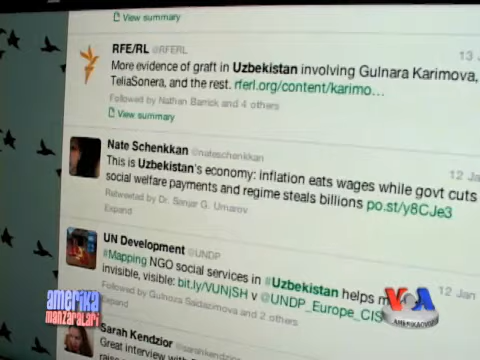 View summary
RFE/RL @RFERL 13 J
More evidence of graft in Uzbekistan involving Gulnara Karimova,
TeliaSonera, and the rest. rferl.org/content/karimo...
Followed by Nathan Barrick and 4 others
View summary
Nate Schenkkan @nateschenkkan 12 Jan
This is Uzbekistan's economy: inflation eats wages while govt cuts
social welfare payments and regime steals billions po.st/y8CJe3
Retweeted by Dr. Sanjar G. Umarov
Expand
UN Development @UNDP 12 Jan
#Mapping NGO social services in #Uzbekistan helps m
invisible, visible: bit.ly/VUNjSH v @UNDP_Europe_CIS
Followed by Gulnoza Saidazimova and 2 others
Expand
Sarah Kendzior @sarahkendzior
Great interview with
amerika
manzaralari
VOA